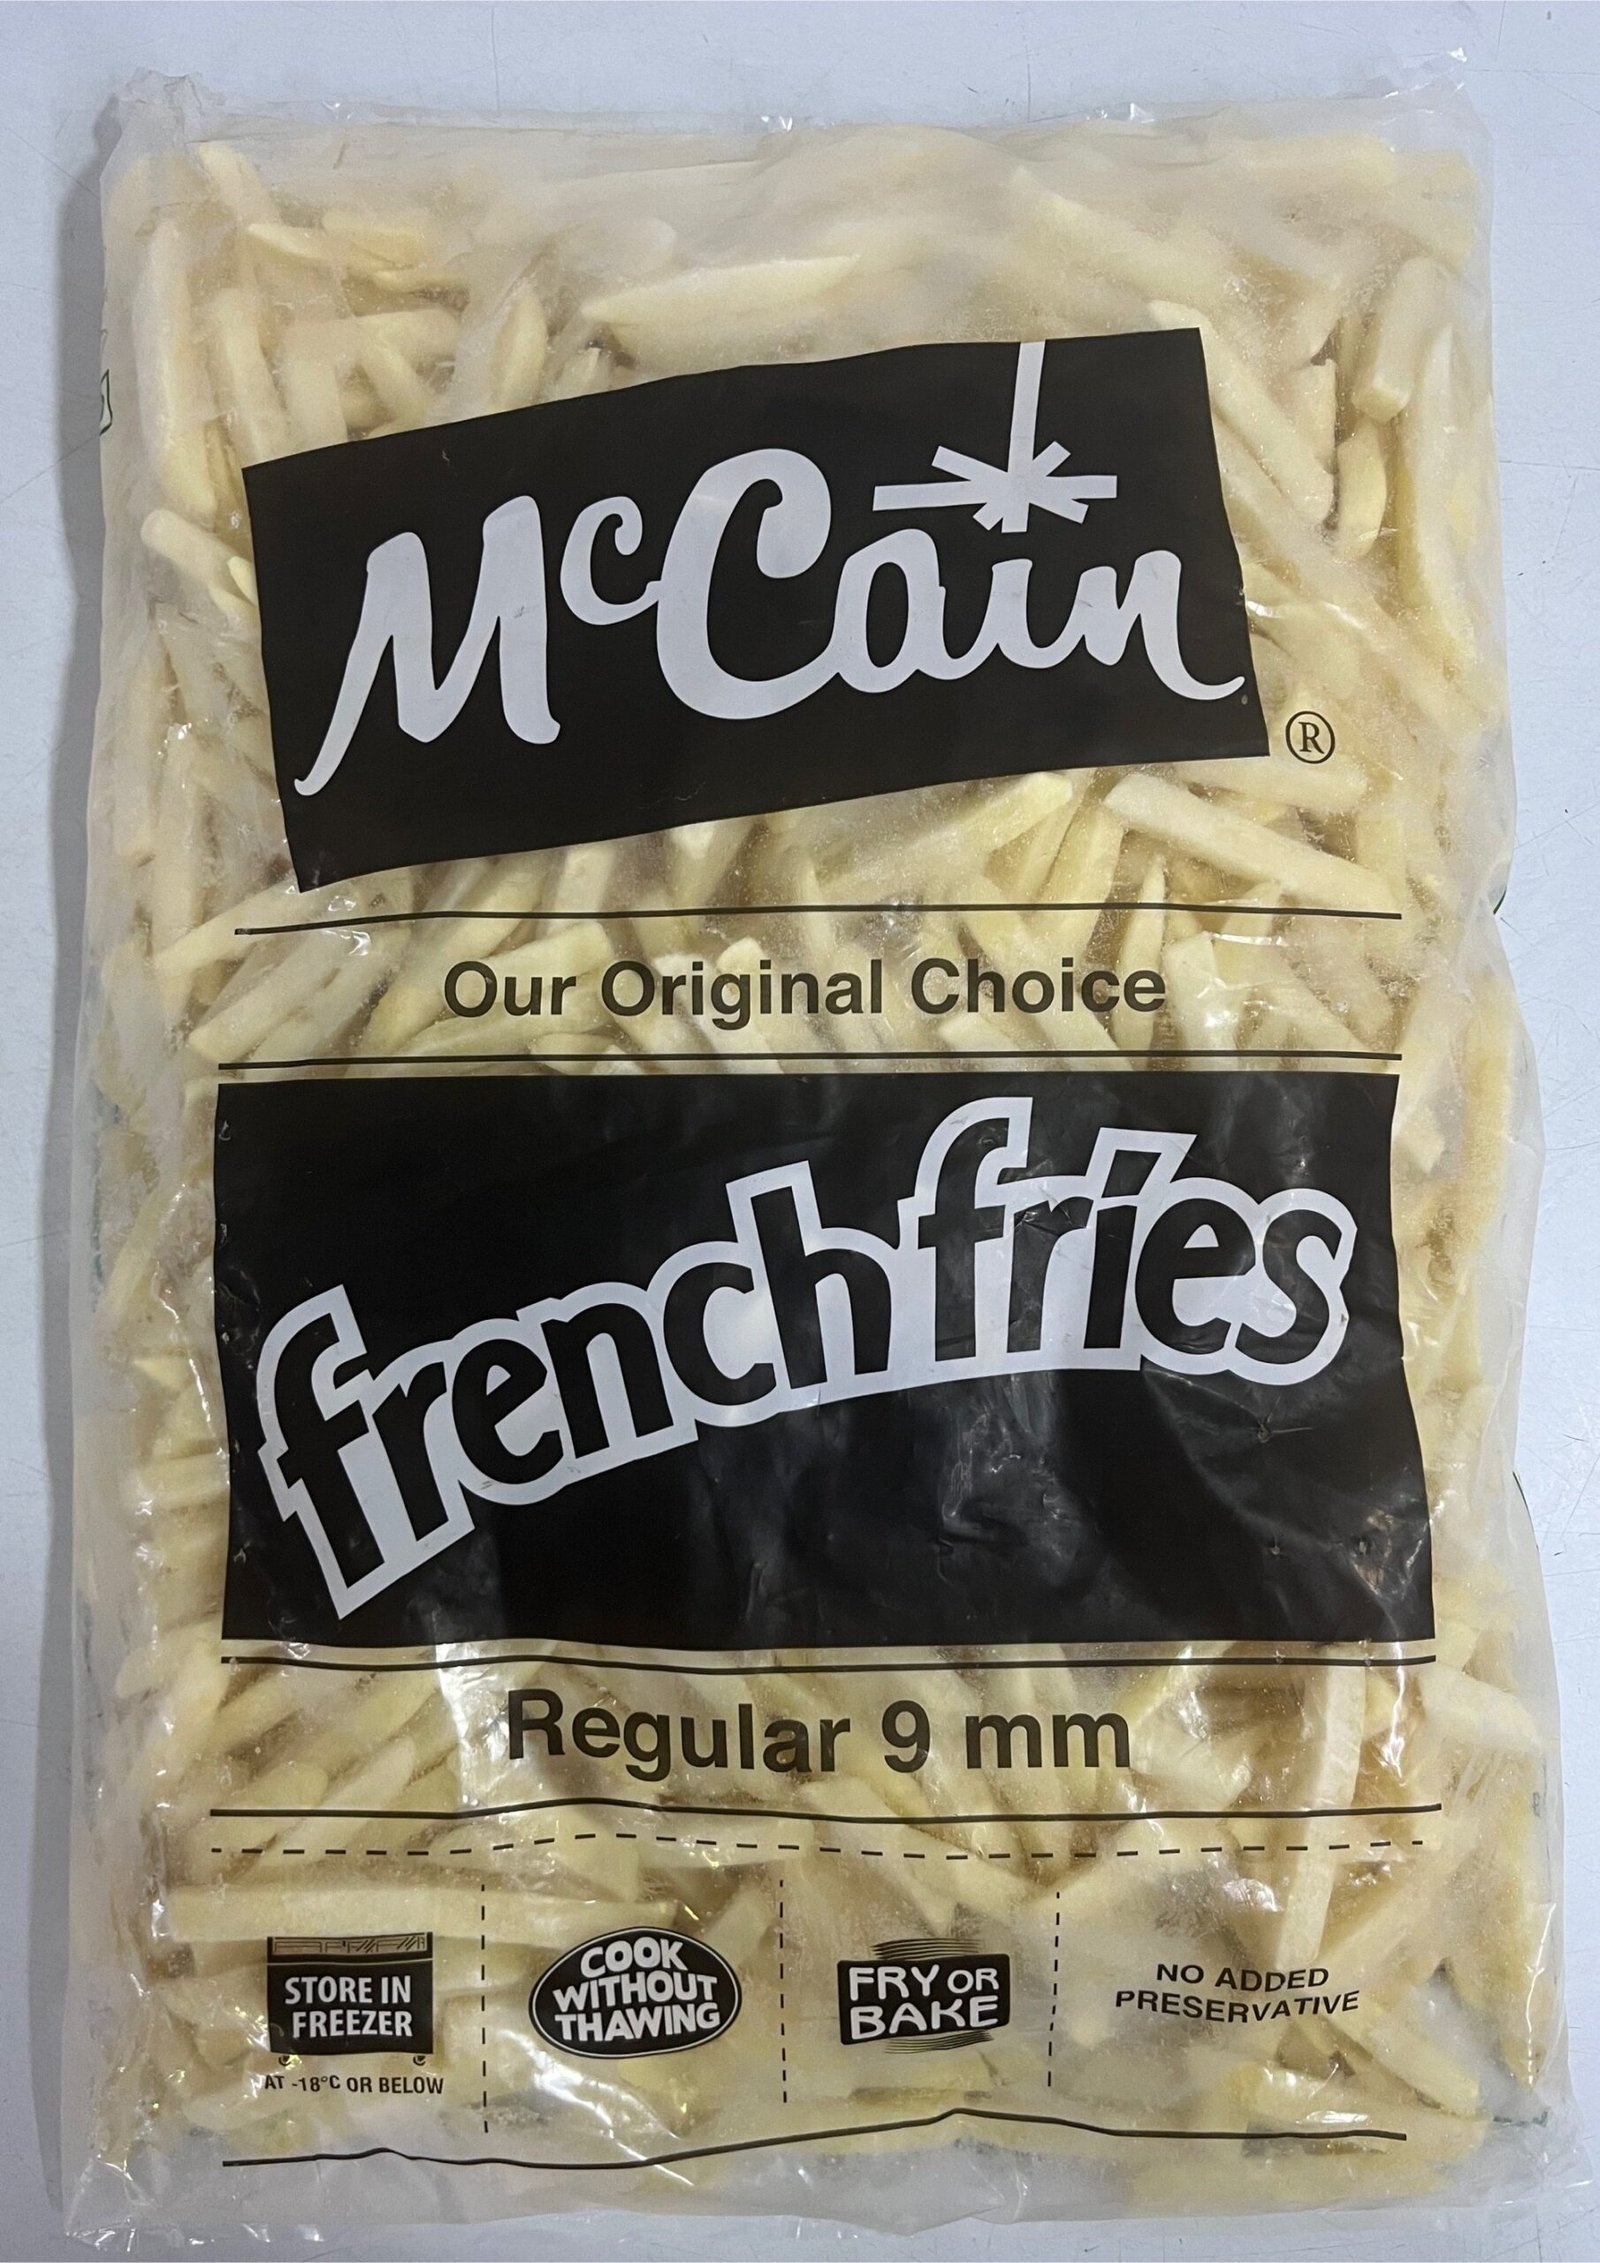 McCain
®
Our Original Choice
french fries
Regular 9 mm
STORE IN
FREEZER
AT -18°C OR BELOW
COOK
WITHOUT
THAWING
FRY OR
BAKE
NO ADDED
PRESERVATIVE